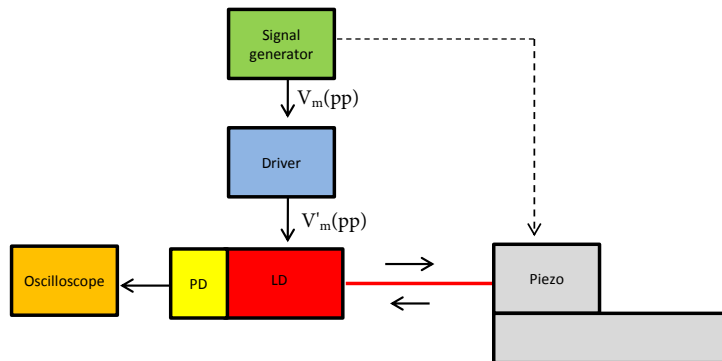 Signal
generator
Vₘ(pp)
Driver
V'ₘ(pp)
Oscilloscope
PD
LD
Piezo